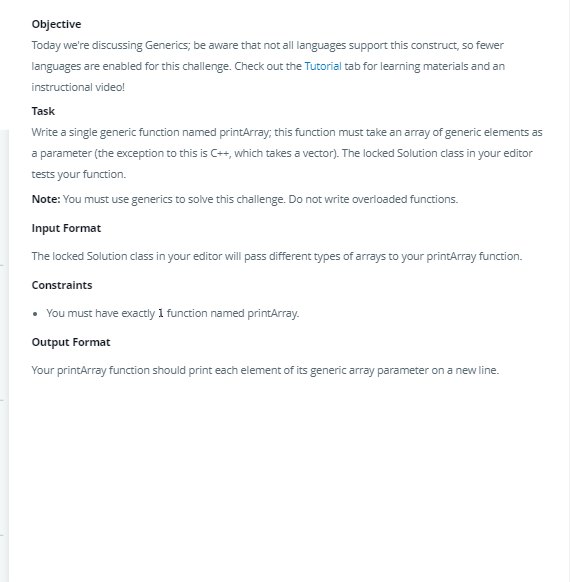 Objective
Today we're discussing Generics; be aware that not all languages support this construct, so fewer
languages are enabled for this challenge. Check out the Tutorial tab for learning materials and an
instructional video!
Task
Write a single generic function named printArray; this function must take an array of generic elements as
a parameter (the exception to this is C++, which takes a vector). The locked Solution class in your editor
tests your function.
Note: You must use generics to solve this challenge. Do not write overloaded functions.
Input Format
The locked Solution class in your editor will pass different types of arrays to your printArray function.
Constraints
• You must have exactly 1 function named printArray.
Output Format
Your printArray function should print each element of its generic array parameter on a new line.